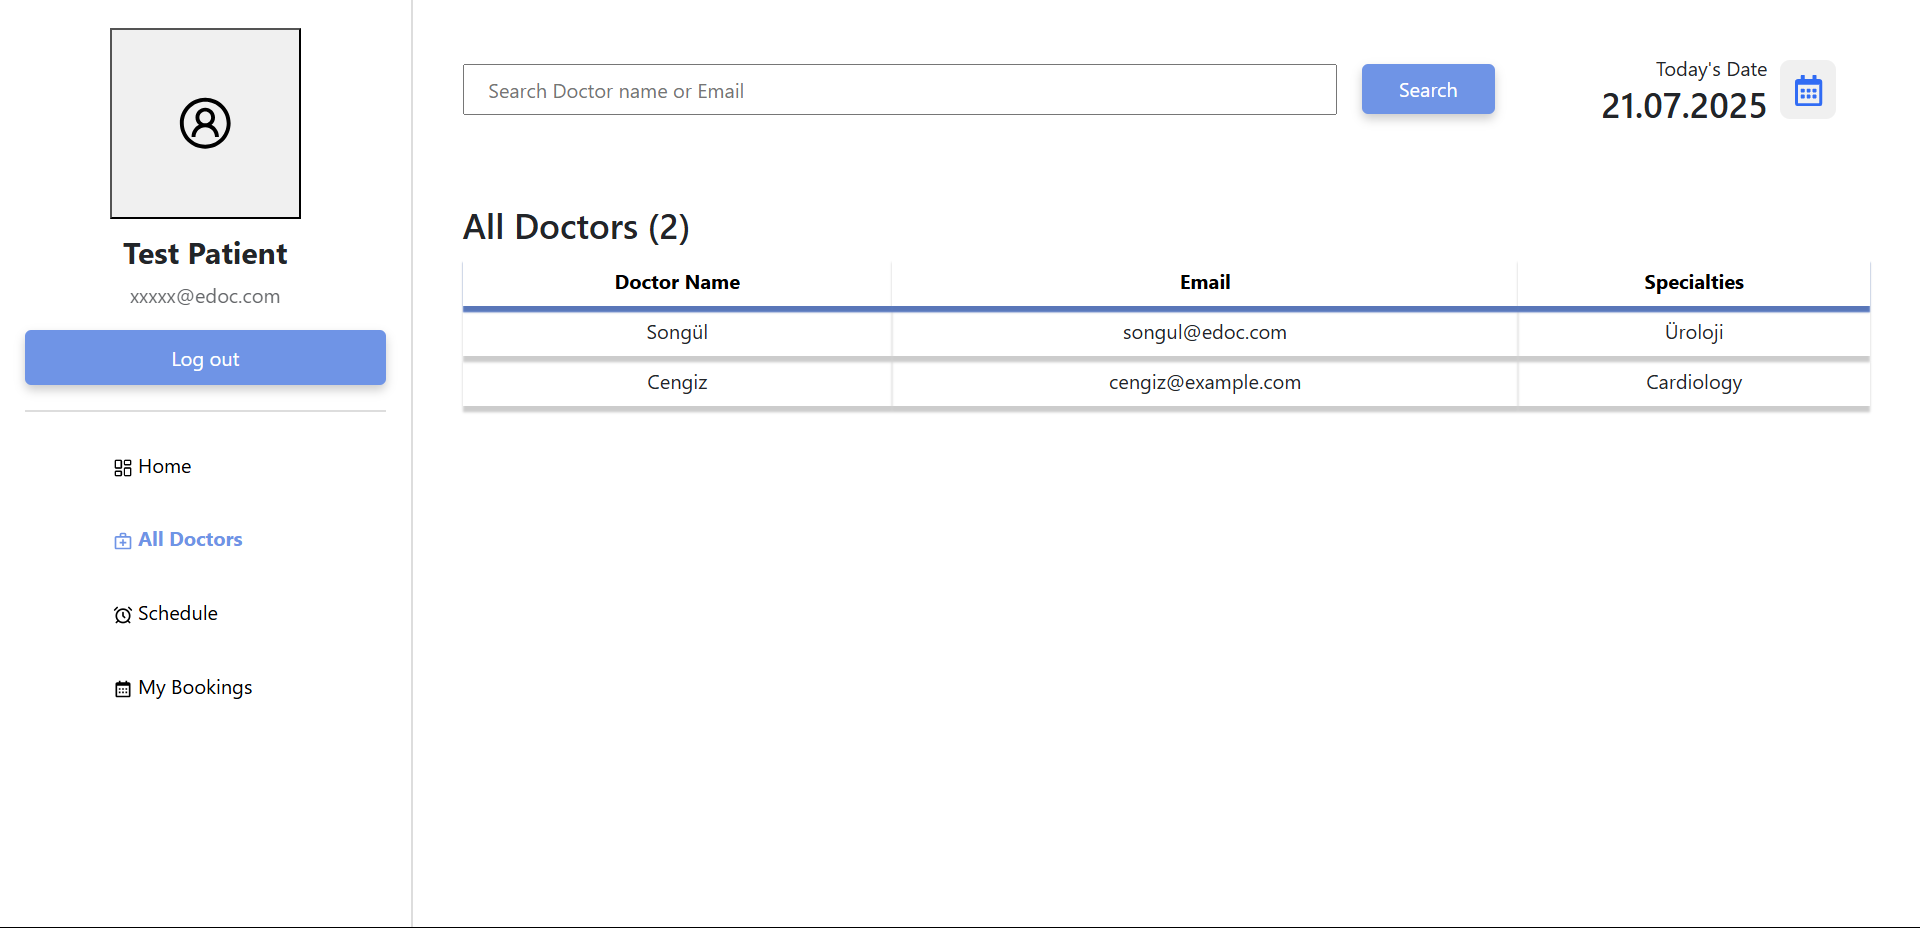 Test Patient
xxxxx@edoc.com
Log out
Home
All Doctors
Schedule
My Bookings
Search Doctor name or Email
Search
Today's Date
21.07.2025
All Doctors (2)
Doctor Name Email Specialties
Songül songul@edoc.com Üroloji
Cengiz cengiz@example.com Cardiology